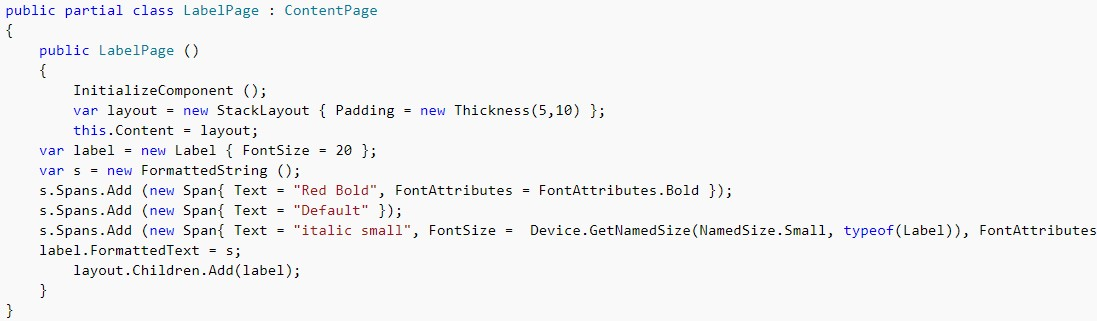 public partial class LabelPage : ContentPage
{
    public LabelPage ()
    {
        InitializeComponent ();
        var layout = new StackLayout { Padding = new Thickness(5,10) };
        this.Content = layout;
    var label = new Label { FontSize = 20 };
    var s = new FormattedString ();
    s.Spans.Add (new Span{ Text = "Red Bold", FontAttributes = FontAttributes.Bold });
    s.Spans.Add (new Span{ Text = "Default" });
    s.Spans.Add (new Span{ Text = "italic small", FontSize =  Device.GetNamedSize(NamedSize.Small, typeof(Label)), FontAttributes
    label.FormattedText = s;
        layout.Children.Add(label);
    }
}